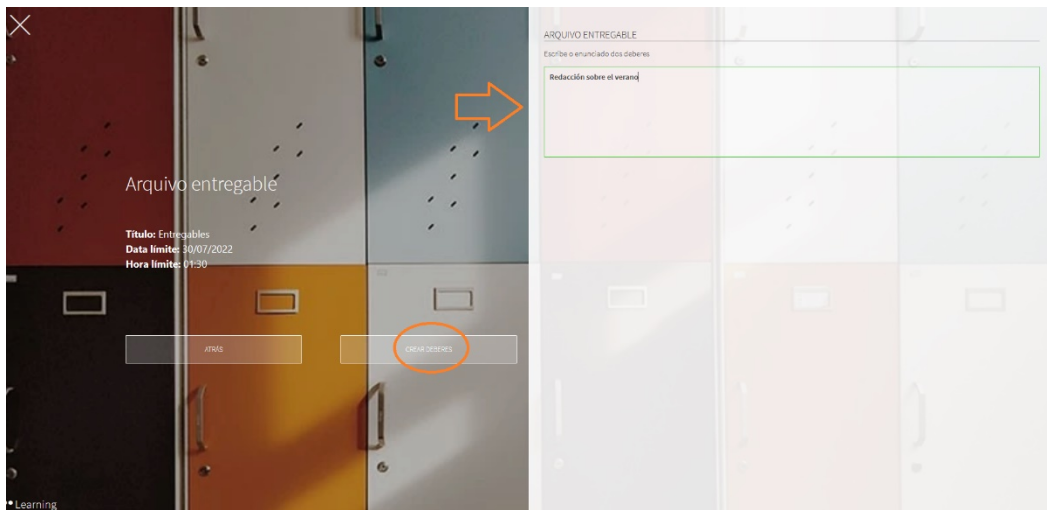 Arquivo entregable
Título: Entregables
Data límite: 30/07/2022
Hora límite: 01:30
ATRÁS
CREAR DEBERES
Learning
ARQUIVO ENTREGABLE
Escribe o enunciado dos deberes
Redacción sobre el verano